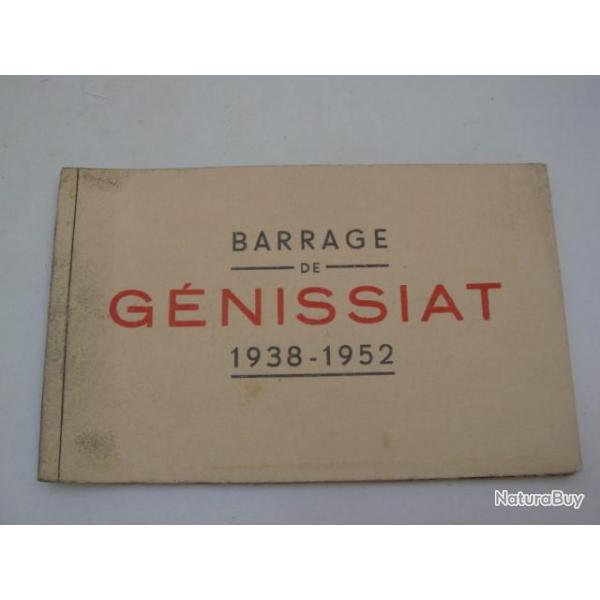 BARRAGE
DE
GÉNISSIAT
1938-1952
NaturaBuy